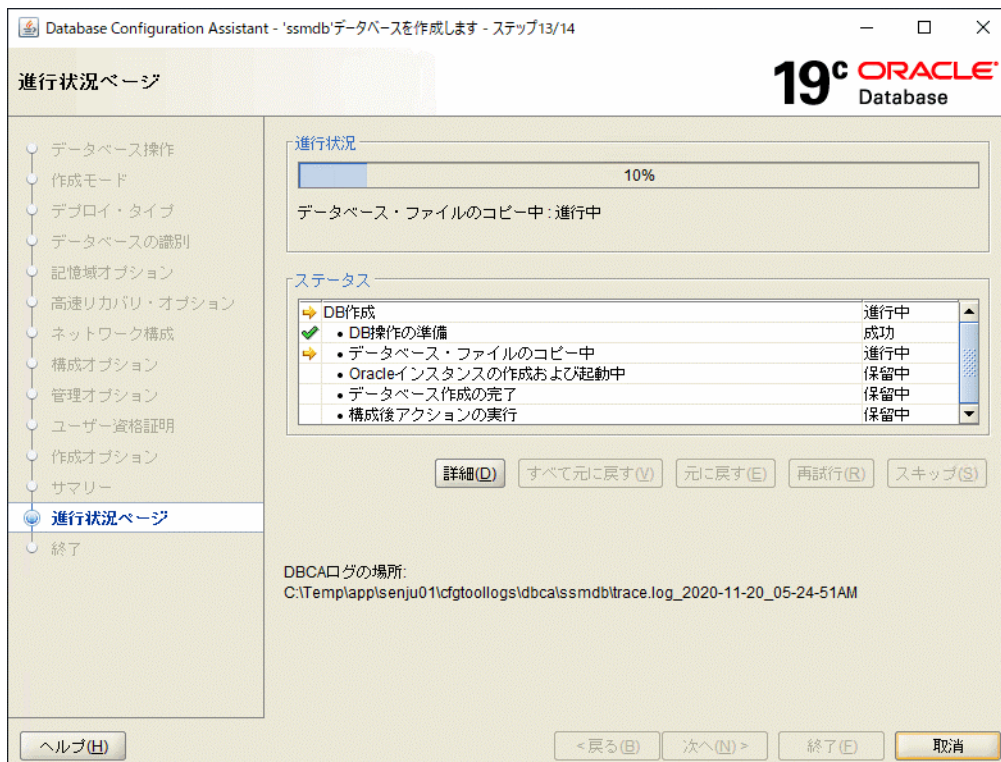 Database Configuration Assistant - 'ssmdb'データベースを作成します - ステップ13/14
進行状況ページ
19c ORACLE
Database
データベース操作
作成モード
デプロイ・タイプ
データベースの識別
記憶域オプション
高速リカバリ・オプション
ネットワーク構成
構成オプション
管理オプション
ユーザー資格証明
作成オプション
サマリー
進行状況ページ
終了
進行状況
10%
データベース・ファイルのコピー中 : 進行中
ステータス
DB作成 進行中
• DB操作の準備 成功
• データベース・ファイルのコピー中 進行中
• Oracleインスタンスの作成および起動中 保留中
• データベース作成の完了 保留中
• 構成後アクションの実行 保留中
詳細(D) すべて元に戻す(V) 元に戻す(E) 再試行(R) スキップ(S)
DBCAログの場所:
C:\Temp\app\senju01\cfgtoollogs\dbca\ssmdb\trace.log_2020-11-20_05-24-51AM
ヘルプ(H) <戻る(B) 次へ(N)> 終了(F) 取消